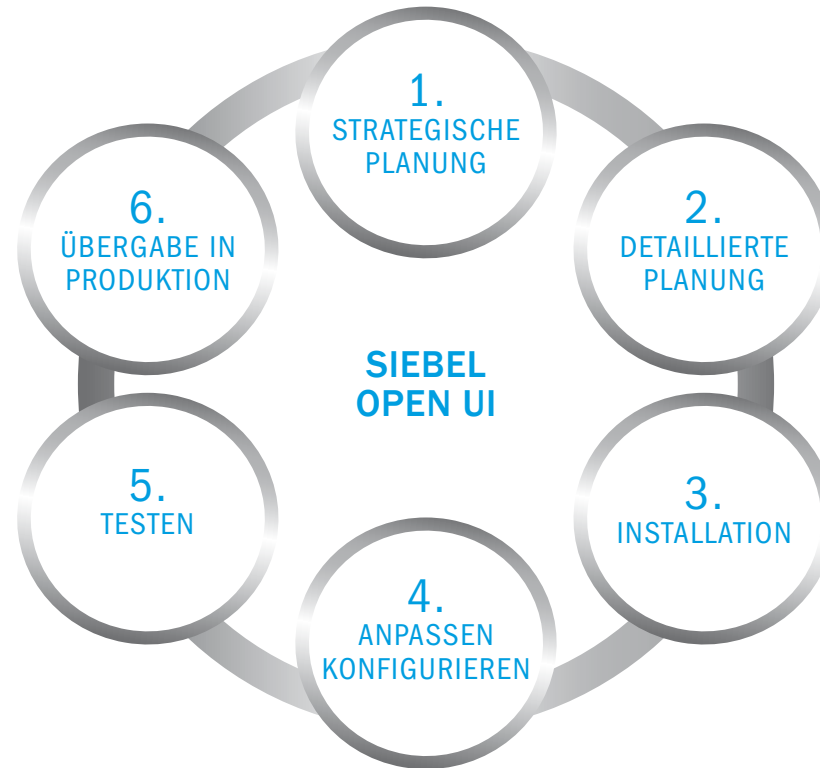 1.
STRATEGISCHE
PLANUNG
2.
DETAILLIERTE
PLANUNG
3.
INSTALLATION
4.
ANPASSEN
KONFIGURIEREN
5.
TESTEN
6.
ÜBERGABE IN
PRODUKTION
SIEBEL
OPEN UI